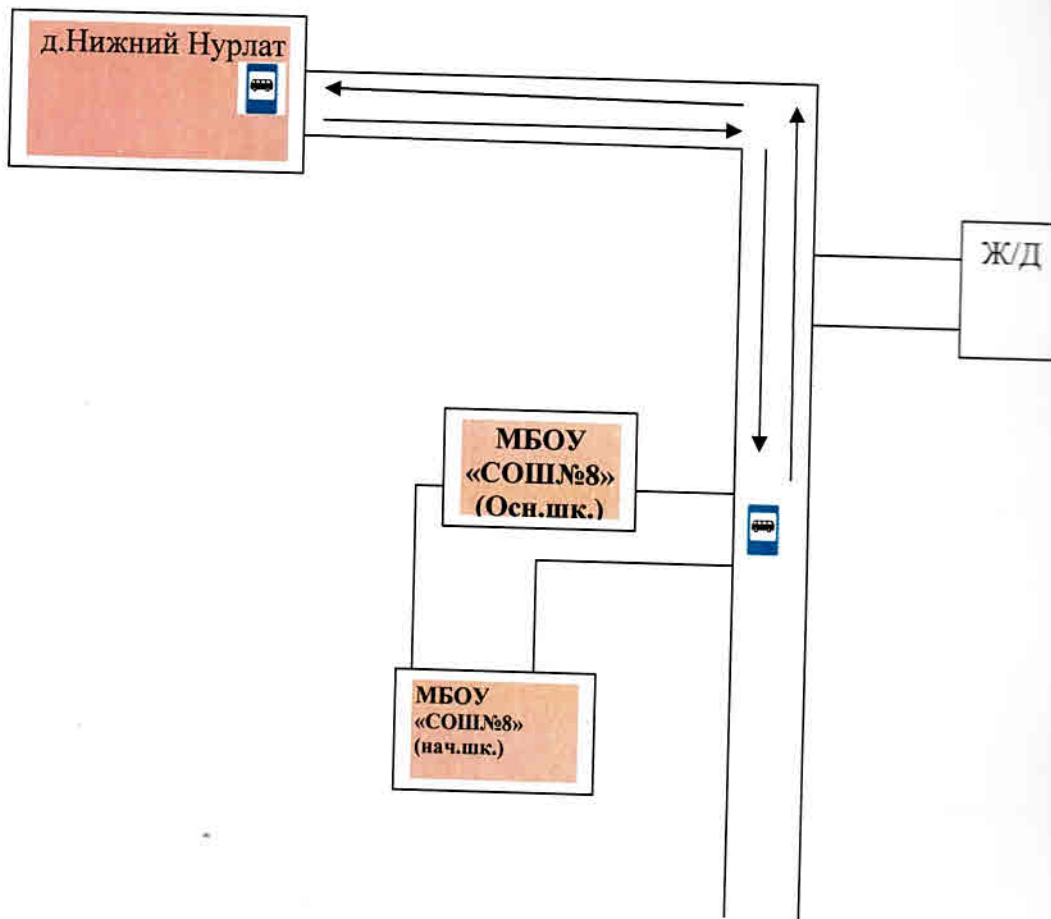 д.Нижний Нурлат
Ж/Д
МБОУ
«СОШ№8»
(Осн.шк.)
МБОУ
«СОШ№8»
(нач.шк.)